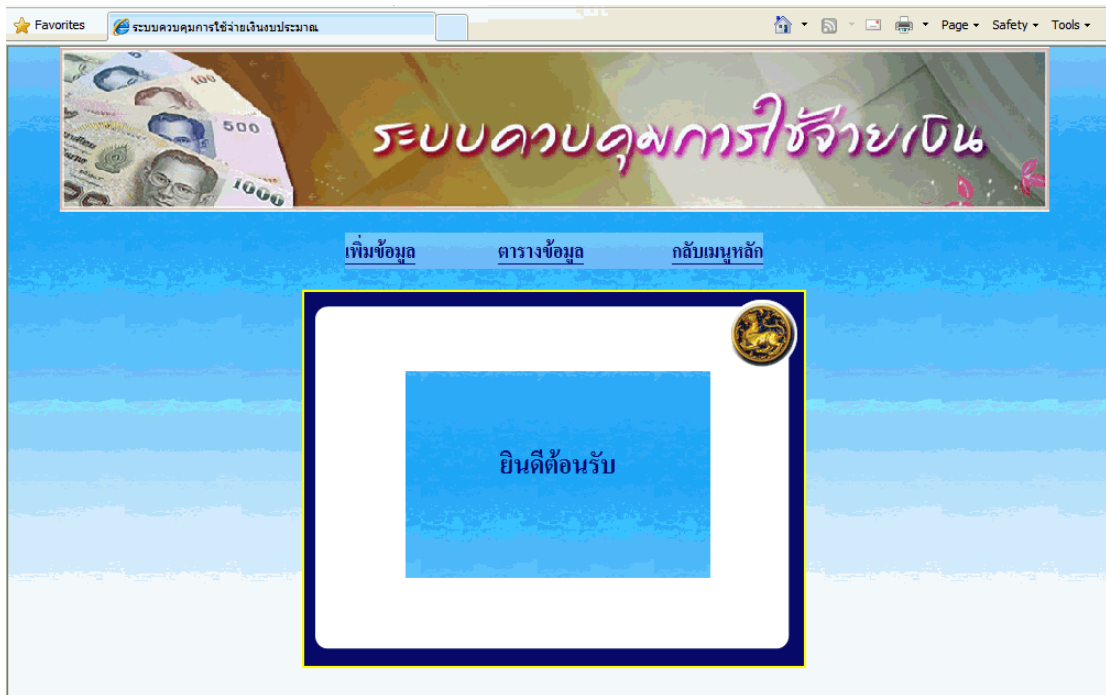 Favorites
ระบบควบคุมการใช้จ่ายเงินงบประมาณ
Page
Safety
Tools
100
500
1000
ระบบควบคุมการใช้จ่ายเงิน
เพิ่มข้อมูล ตารางข้อมูล กลับเมนูหลัก
ยินดีต้อนรับ